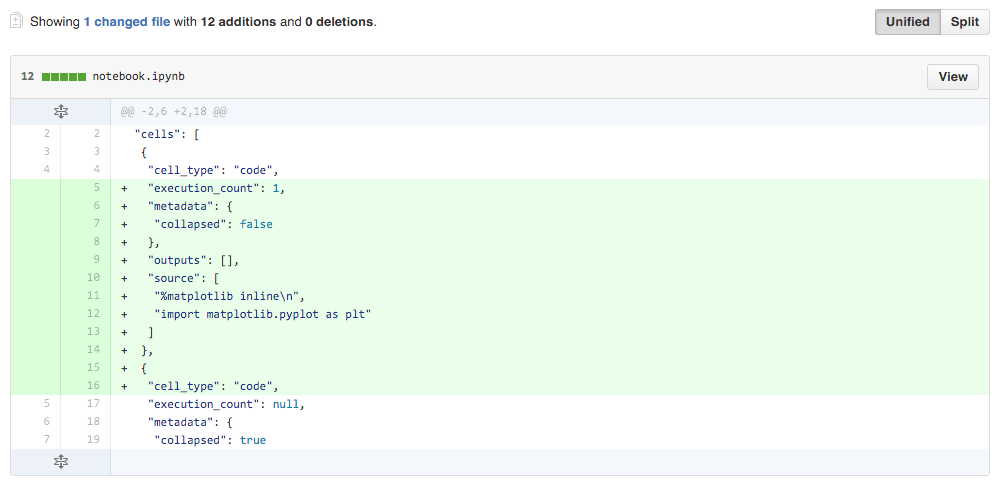 Showing 1 changed file with 12 additions and 0 deletions.
Unified Split
12 notebook.ipynb View
@@ -2,6 +2,18 @@
2 2 "cells": [
3 3 {
4 4 "cell_type": "code",
5 + "execution_count": 1,
6 + "metadata": {
7 + "collapsed": false
8 + },
9 + "outputs": [],
10 + "source": [
11 + "%matplotlib inline\n",
12 + "import matplotlib.pyplot as plt"
13 + ]
14 + },
15 + {
16 + "cell_type": "code",
5 17 "execution_count": null,
6 18 "metadata": {
7 19 "collapsed": true